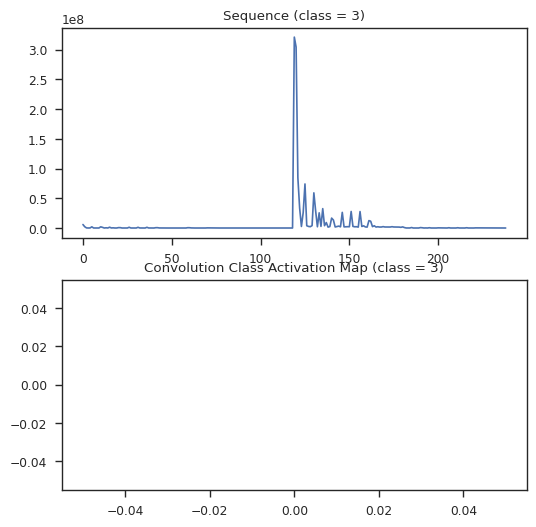 Sequence (class = 3)
1e8
3.0
2.5
2.0
1.5
1.0
0.5
0.0
0 50 100 150 200
Convolution Class Activation Map (class = 3)
0.04
0.02
0.00
−0.02
−0.04
−0.04 −0.02 0.00 0.02 0.04